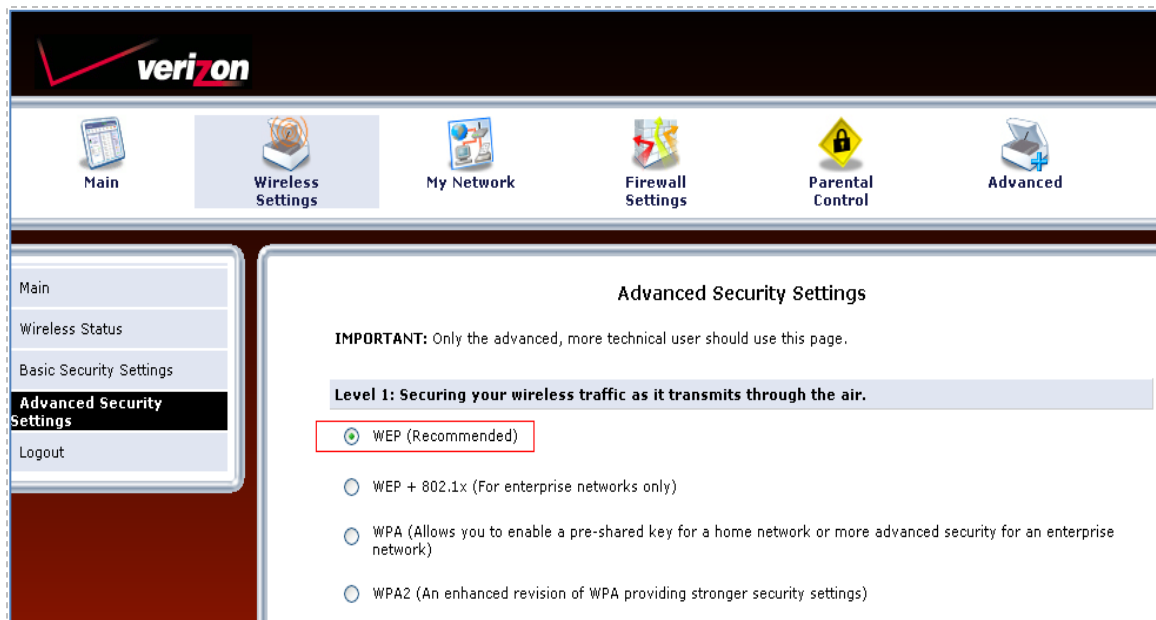 verizon
Main
Wireless
Settings
My Network
Firewall
Settings
Parental
Control
Advanced
Main
Wireless Status
Basic Security Settings
Advanced Security
Settings
Logout
Advanced Security Settings
IMPORTANT: Only the advanced, more technical user should use this page.
Level 1: Securing your wireless traffic as it transmits through the air.
WEP (Recommended)
WEP + 802.1x (For enterprise networks only)
WPA (Allows you to enable a pre-shared key for a home network or more advanced security for an enterprise
network)
WPA2 (An enhanced revision of WPA providing stronger security settings)